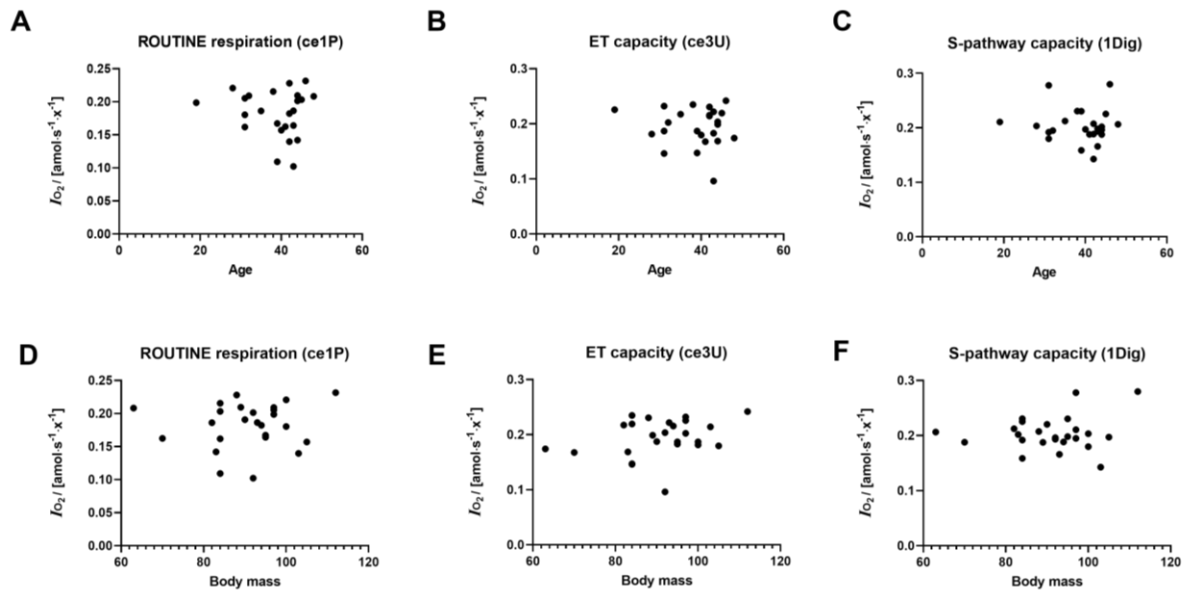 A
ROUTINE respiration (ce1P)
0.25
0.20
0.15
0.10
0.05
0.00
IO2 / [amol·s-1·x-1]
0 20 40 60
Age
B
ET capacity (ce3U)
0.3
0.2
0.1
0.0
IO2 / [amol·s-1·x-1]
0 20 40 60
Age
C
S-pathway capacity (1Dig)
0.3
0.2
0.1
0.0
IO2 / [amol·s-1·x-1]
0 20 40 60
Age
D
ROUTINE respiration (ce1P)
0.25
0.20
0.15
0.10
0.05
0.00
IO2 / [amol·s-1·x-1]
60 80 100 120
Body mass
E
ET capacity (ce3U)
0.3
0.2
0.1
0.0
IO2 / [amol·s-1·x-1]
60 80 100 120
Body mass
F
S-pathway capacity (1Dig)
0.3
0.2
0.1
0.0
IO2 / [amol·s-1·x-1]
60 80 100 120
Body mass